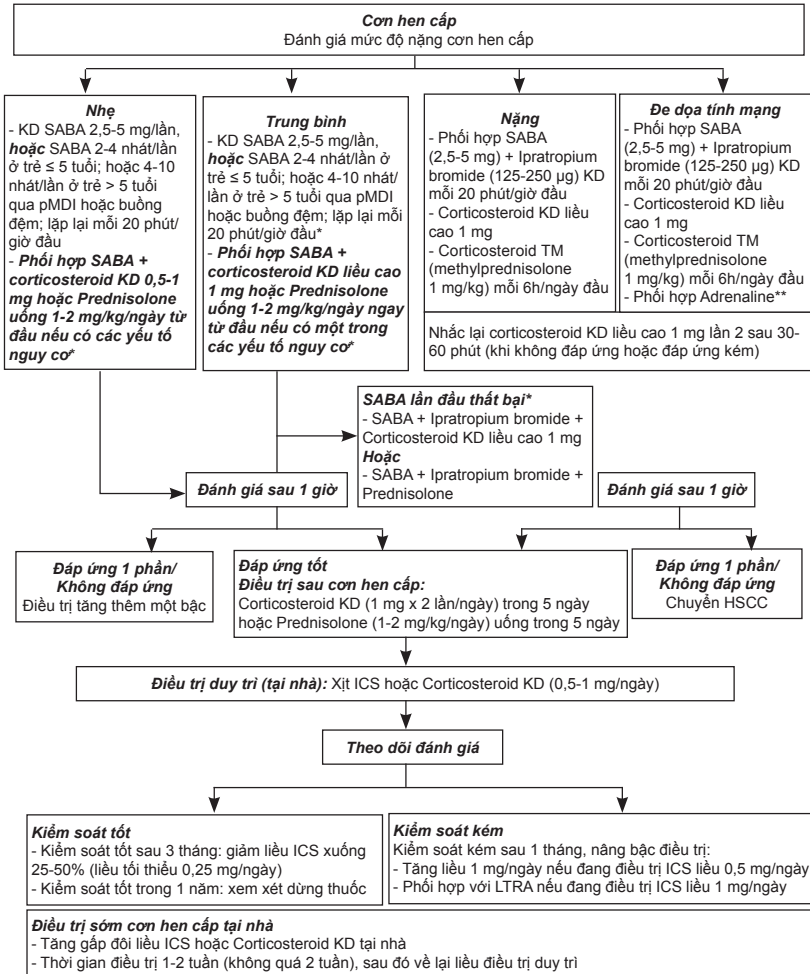 Cơn hen cấp
Đánh giá mức độ nặng cơn hen cấp
Nhẹ
- KD SABA 2,5-5 mg/lần,
hoặc SABA 2-4 nhát/lần
ở trẻ ≤ 5 tuổi; hoặc 4-10
nhát/lần ở trẻ > 5 tuổi
qua pMDI hoặc buồng
đệm; lặp lại mỗi 20 phút/
giờ đầu
- Phối hợp SABA +
corticosteroid KD 0,5-1
mg hoặc Prednisolone
uống 1-2 mg/kg/ngày từ
đầu nếu có các yếu tố
nguy cơ*
Trung bình
- KD SABA 2,5-5 mg/lần,
hoặc SABA 2-4 nhát/lần ở
trẻ ≤ 5 tuổi; hoặc 4-10 nhát/
lần ở trẻ > 5 tuổi qua pMDI
hoặc buồng đệm; lặp lại mỗi
20 phút/giờ đầu*
- Phối hợp SABA +
corticosteroid KD liều cao
1 mg hoặc Prednisolone
uống 1-2 mg/kg/ngày ngay
từ đầu nếu có một trong
các yếu tố nguy cơ*
Nặng
- Phối hợp SABA
(2,5-5 mg) + Ipratropium
bromide (125-250 µg) KD
mỗi 20 phút/giờ đầu
- Corticosteroid KD liều
cao 1 mg
- Corticosteroid TM
(methylprednisolone
1 mg/kg) mỗi 6h/ngày đầu
Đe dọa tính mạng
- Phối hợp SABA
(2,5-5 mg) + Ipratropium
bromide (125-250 µg) KD
mỗi 20 phút/giờ đầu
- Corticosteroid KD liều
cao 1 mg
- Corticosteroid TM
(methylprednisolone
1 mg/kg) mỗi 6h/ngày đầu
- Phối hợp Adrenaline**
Nhắc lại corticosteroid KD liều cao 1 mg lần 2 sau 30-
60 phút (khi không đáp ứng hoặc đáp ứng kém)
SABA lần đầu thất bại*
- SABA + Ipratropium bromide +
Corticosteroid KD liều cao 1 mg
Hoặc
- SABA + Ipratropium bromide +
Prednisolone
Đánh giá sau 1 giờ
Đánh giá sau 1 giờ
Đáp ứng 1 phần/
Không đáp ứng
Điều trị tăng thêm một bậc
Đáp ứng tốt
Điều trị sau cơn hen cấp:
Corticosteroid KD (1 mg x 2 lần/ngày) trong 5 ngày
hoặc Prednisolone (1-2 mg/kg/ngày) uống trong 5 ngày
Đáp ứng 1 phần/
Không đáp ứng
Chuyển HSCC
Điều trị duy trì (tại nhà): Xịt ICS hoặc Corticosteroid KD (0,5-1 mg/ngày)
Theo dõi đánh giá
Kiểm soát tốt
- Kiểm soát tốt sau 3 tháng: giảm liều ICS xuống
25-50% (liều tối thiểu 0,25 mg/ngày)
- Kiểm soát tốt trong 1 năm: xem xét dừng thuốc
Kiểm soát kém
Kiểm soát kém sau 1 tháng, nâng bậc điều trị:
- Tăng liều 1 mg/ngày nếu đang điều trị ICS liều 0,5 mg/ngày
- Phối hợp với LTRA nếu đang điều trị ICS liều 1 mg/ngày
Điều trị sớm cơn hen cấp tại nhà
- Tăng gấp đôi liều ICS hoặc Corticosteroid KD tại nhà
- Thời gian điều trị 1-2 tuần (không quá 2 tuần), sau đó về lại liều điều trị duy trì